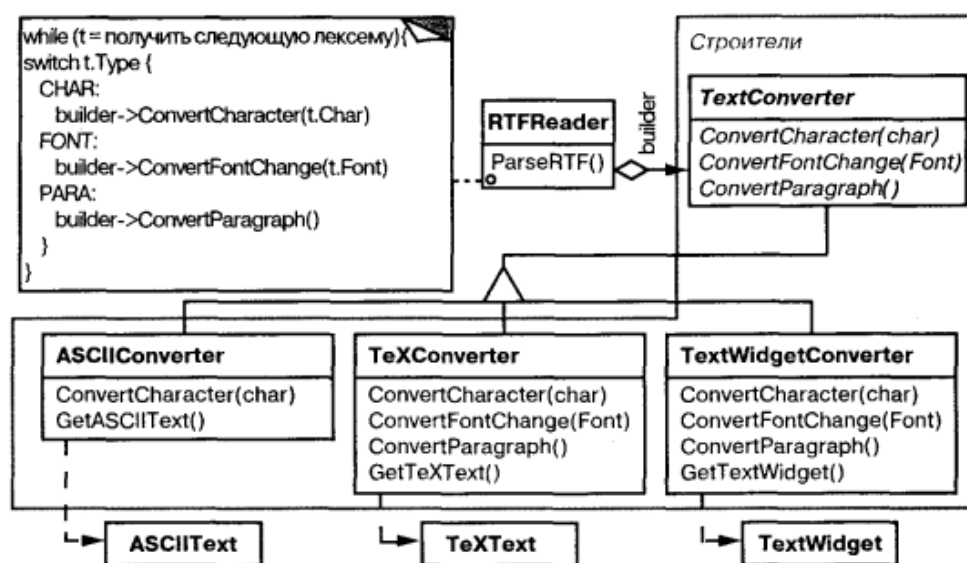 while (t = получить следующую лексему){
switch t.Type {
CHAR:
builder->ConvertCharacter(t.Char)
FONT:
builder->ConvertFontChange(t.Font)
PARA:
builder->ConvertParagraph()
}
}
RTFReader
ParseRTF()
builder
Строители
TextConverter
ConvertCharacter(char)
ConvertFontChange(Font)
ConvertParagraph()
ASCIIConverter
ConvertCharacter(char)
GetASCIIText()
TeXConverter
ConvertCharacter(char)
ConvertFontChange(Font)
ConvertParagraph()
GetTeXText()
TextWidgetConverter
ConvertCharacter(char)
ConvertFontChange(Font)
ConvertParagraph()
GetTextWidget()
ASCIIText
TeXText
TextWidget